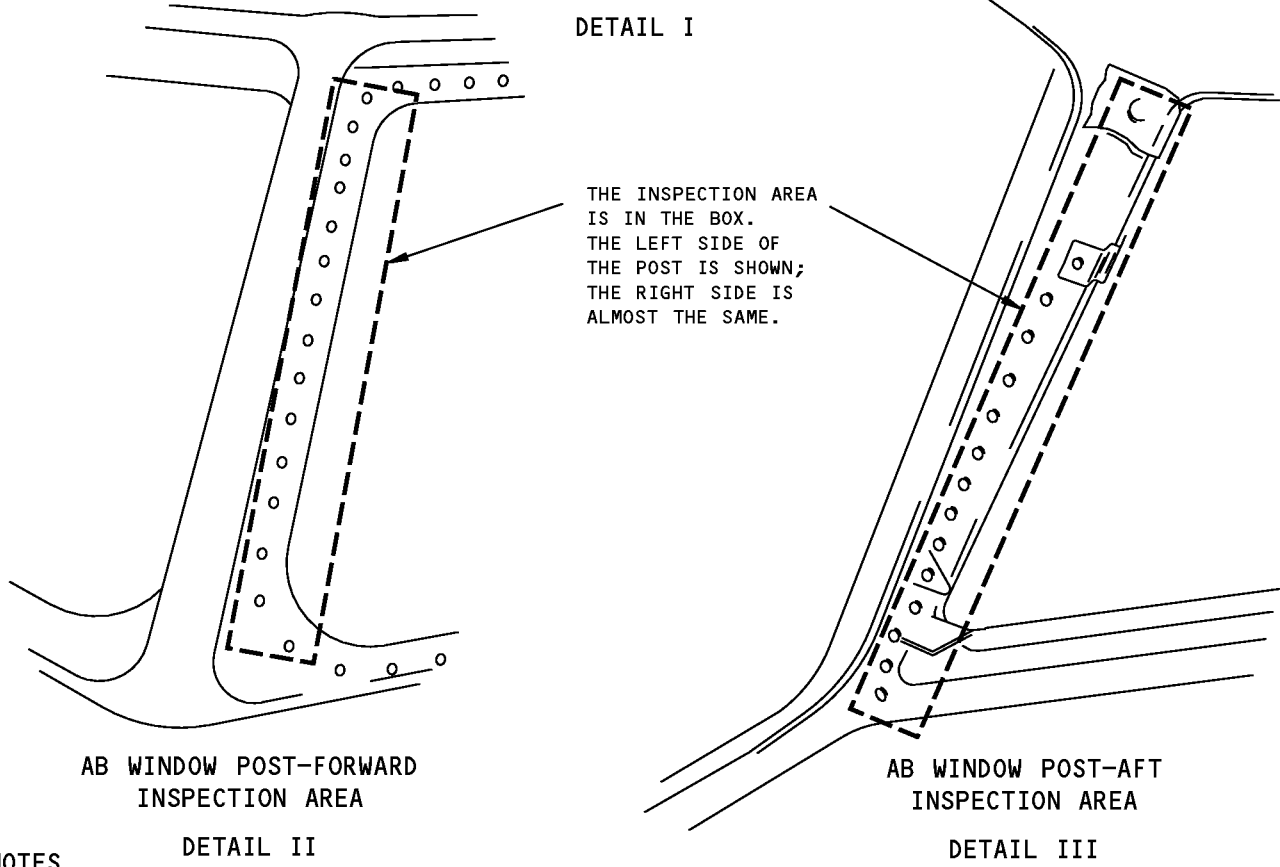 DETAIL I
THE INSPECTION AREA
IS IN THE BOX.
THE LEFT SIDE OF
THE POST IS SHOWN;
THE RIGHT SIDE IS
ALMOST THE SAME.
AB WINDOW POST-FORWARD
INSPECTION AREA
DETAIL II
AB WINDOW POST-AFT
INSPECTION AREA
DETAIL III
NOTES